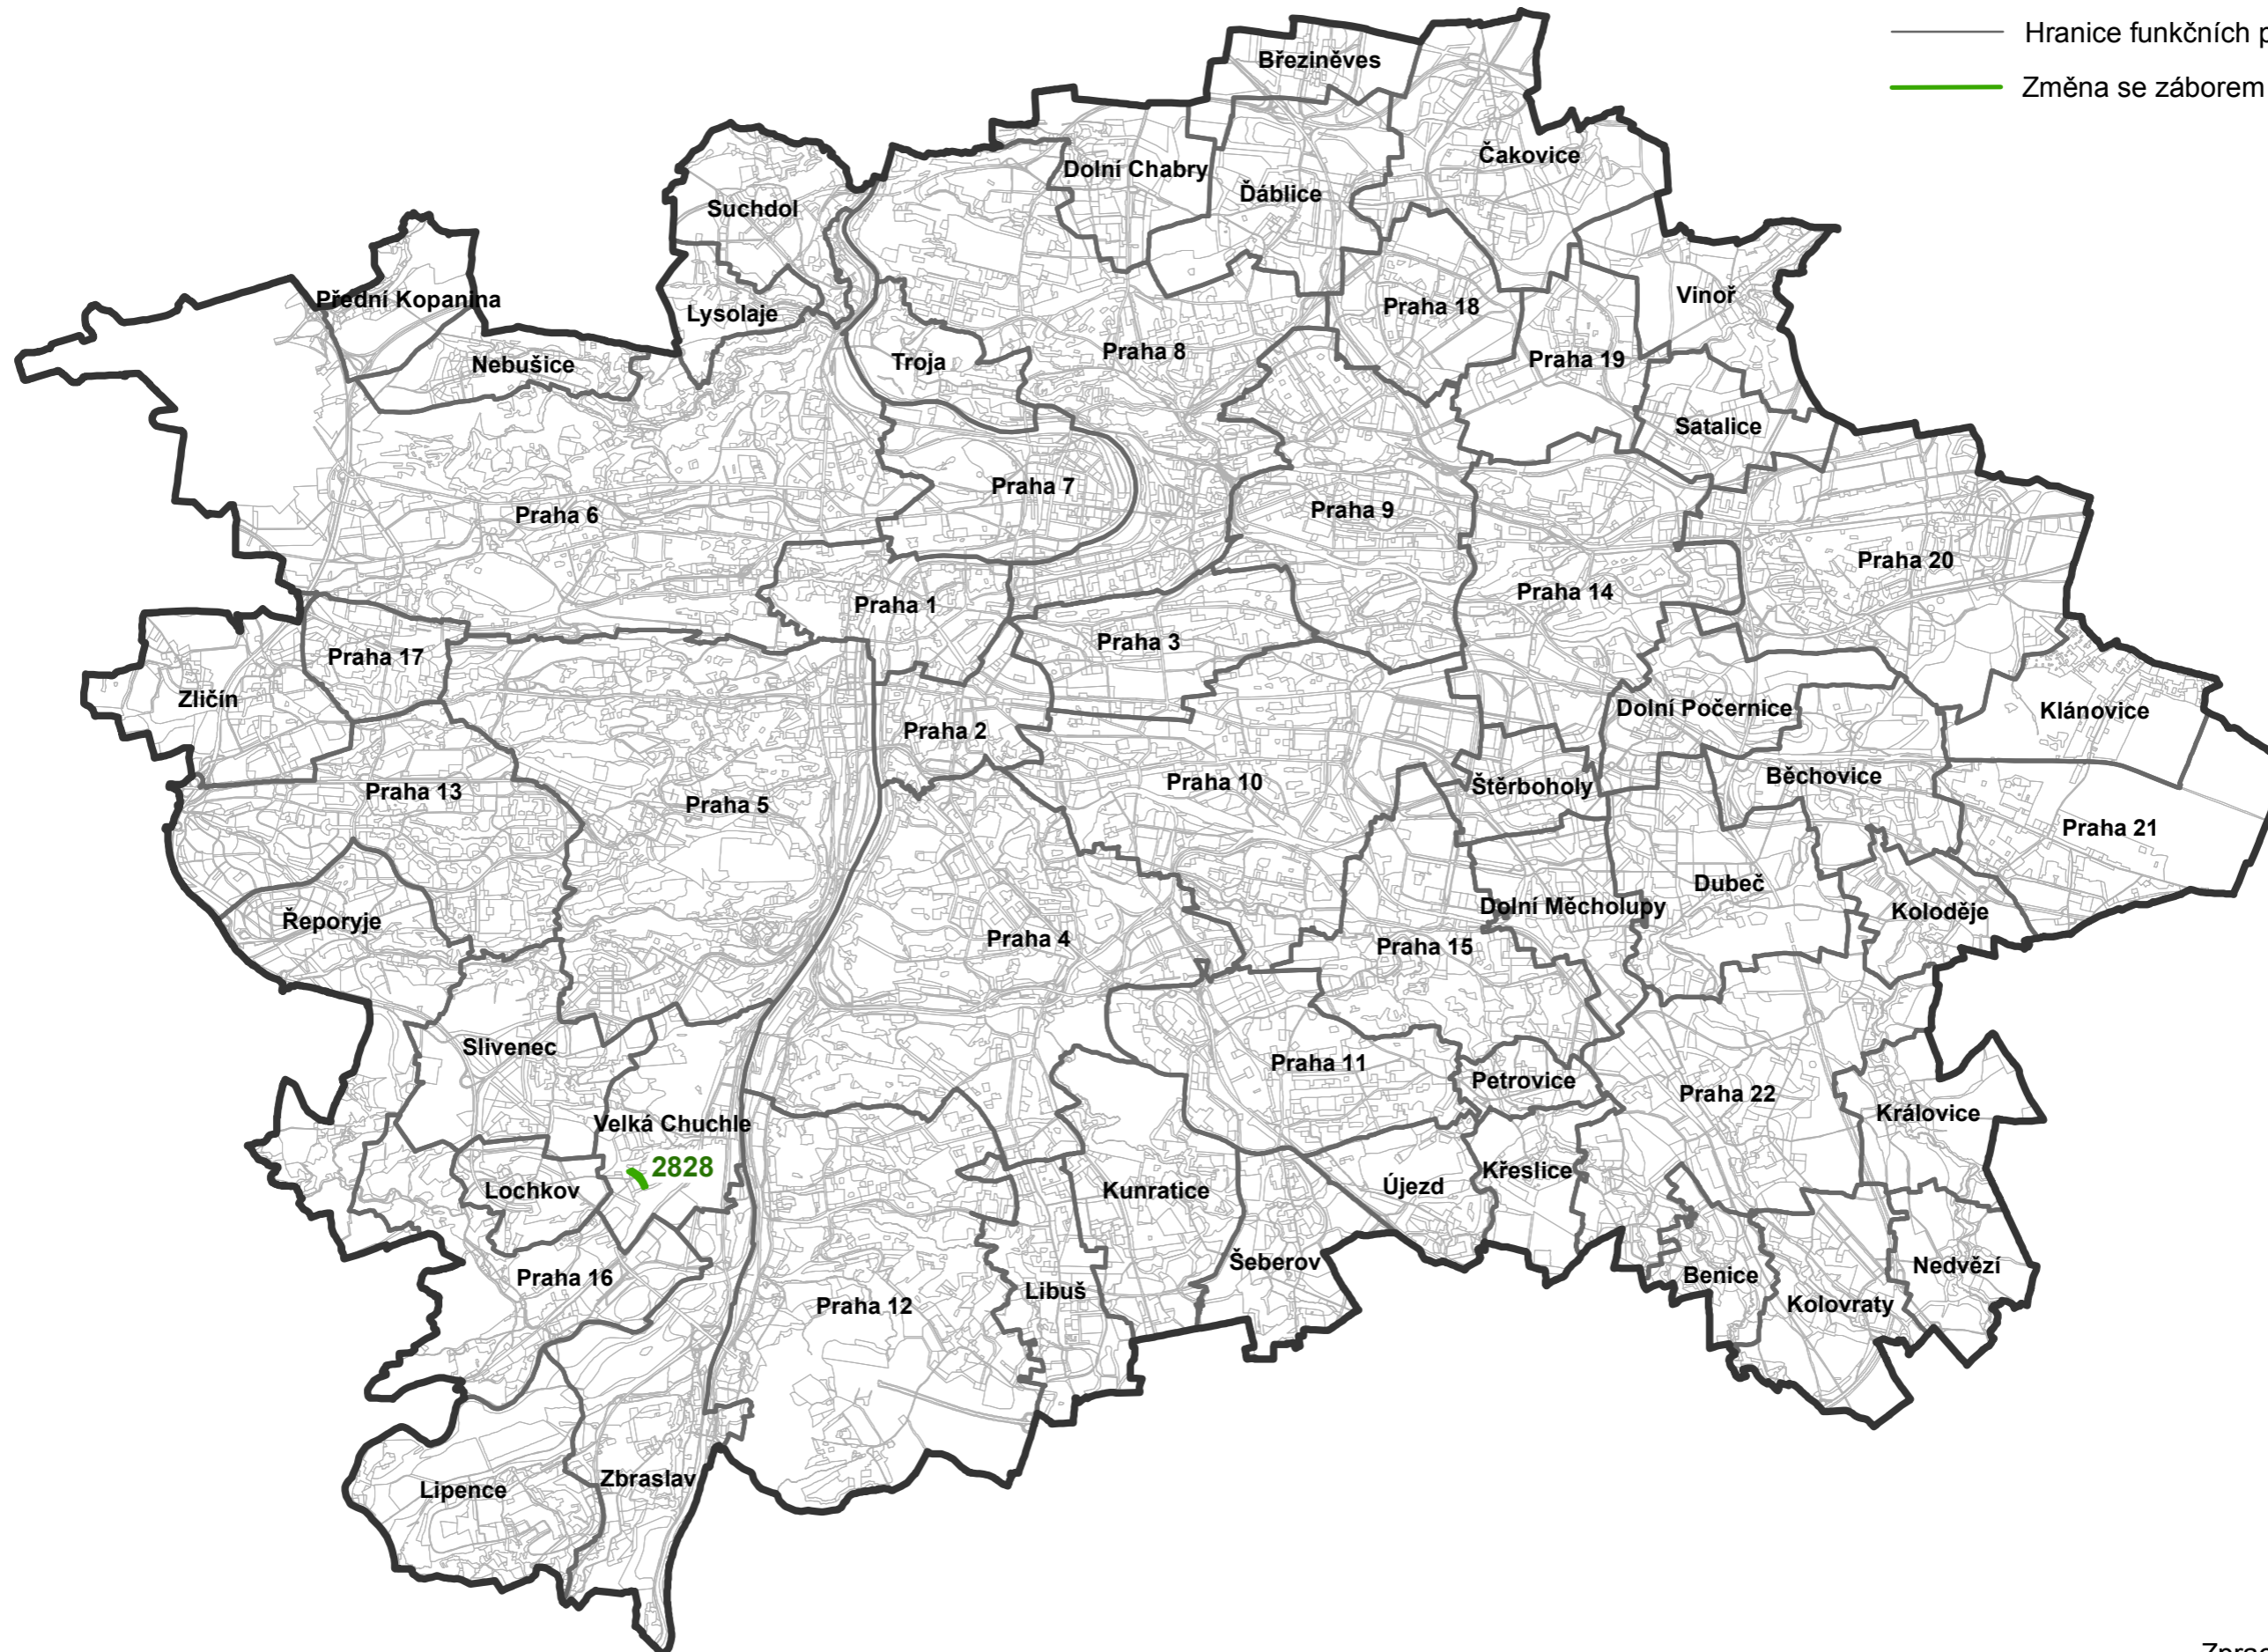 Hranice funkčních
Změna se záborem
Březiněves
Čakovice
Dolní Chabry
Ďáblice
Suchdol
Vinoř
Přední Kopanina
Praha 18
Lysolaje
Praha 8
Praha 19
Troja
Nebušice
Satalice
Praha 7
Praha 9
Praha 6
Praha 20
Praha 14
Praha 1
Praha 3
Praha 17
Zličín
Dolní Počernice
Klánovice
Praha 2
Běchovice
Praha 10
Štěrboholy
Praha 13
Praha 5
Praha 21
Dubeč
Dolní Měcholupy
Koloděje
Řeporyje
Praha 4
Praha 15
Slivenec
Praha 11
Petrovice
Praha 22
Královice
Velká Chuchle
2828
Křeslice
Újezd
Lochkov
Kunratice
Šeberov
Nedvězí
Benice
Praha 16
Libuš
Kolovraty
Praha 12
Zbraslav
Lipence